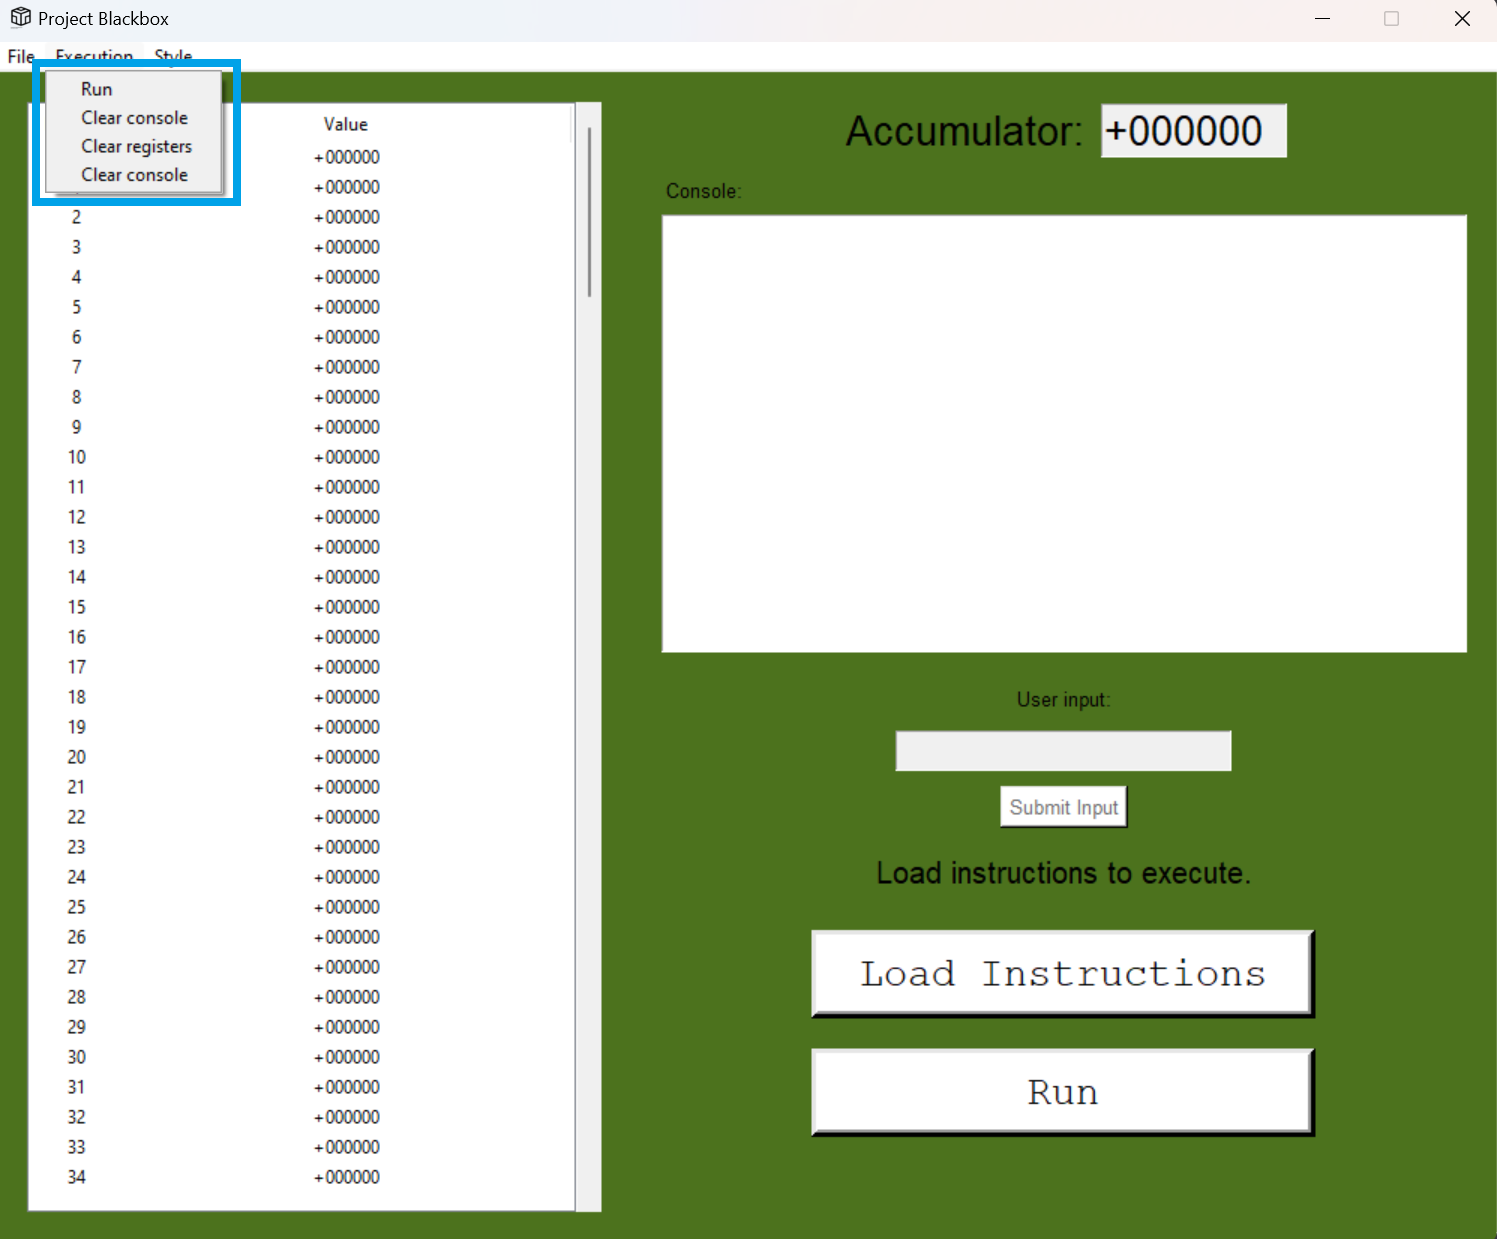 Project Blackbox
File Execution Style
Run
Clear console
Clear registers
Clear console
Value
+000000
+000000
2 +000000
3 +000000
4 +000000
5 +000000
6 +000000
7 +000000
8 +000000
9 +000000
10 +000000
11 +000000
12 +000000
13 +000000
14 +000000
15 +000000
16 +000000
17 +000000
18 +000000
19 +000000
20 +000000
21 +000000
22 +000000
23 +000000
24 +000000
25 +000000
26 +000000
27 +000000
28 +000000
29 +000000
30 +000000
31 +000000
32 +000000
33 +000000
34 +000000
Accumulator: +000000
Console:
User input:
Submit Input
Load instructions to execute.
Load Instructions
Run